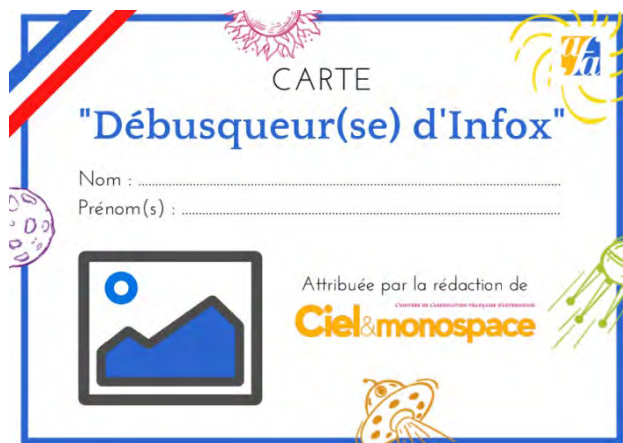 CARTE
"Débusqueur(se) d'Infox"
Nom : ......................................................................
Prénom(s) : ..............................................................
Attribuée par la rédaction de
Ciel&monospace